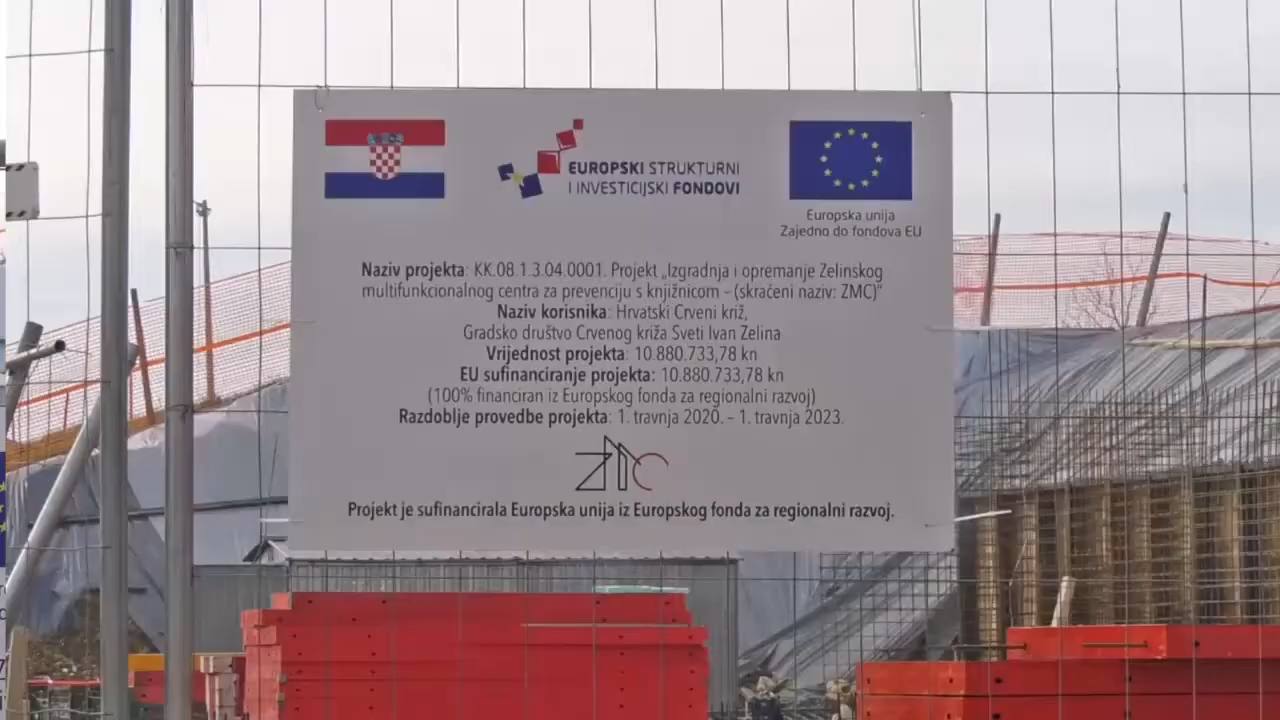 EUROPSKI STRUKTURNI
I INVESTICIJSKI FONDOVI
Europska unija
Zajedno do fondova EU
Naziv projekta: KK.08.1.3.04.0001. Projekt „Izgradnja i opremanje Zelinskog
multifunkcionalnog centra za prevenciju s knjižnicom - (skraćeni naziv: ZMC)"
Naziv korisnika: Hrvatski Crveni križ,
Gradsko društvo Crvenog križa Sveti Ivan Zelina
Vrijednost projekta: 10.880.733,78 kn
EU sufinanciranje projekta: 10.880.733,78 kn
(100% financiran iz Europskog fonda za regionalni razvoj)
Razdoblje provedbe projekta: 1. travnja 2020. - 1. travnja 2023.
ZMC
Projekt je sufinancirala Europska unija iz Europskog fonda za regionalni razvoj.